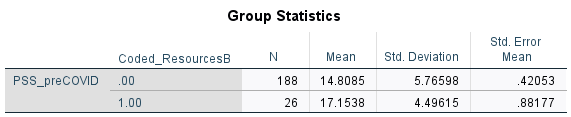 Group Statistics
Coded_ResourcesB N Mean Std. Deviation Std. Error Mean
PSS_preCOVID .00 188 14.8085 5.76598 .42053
1.00 26 17.1538 4.49615 .88177